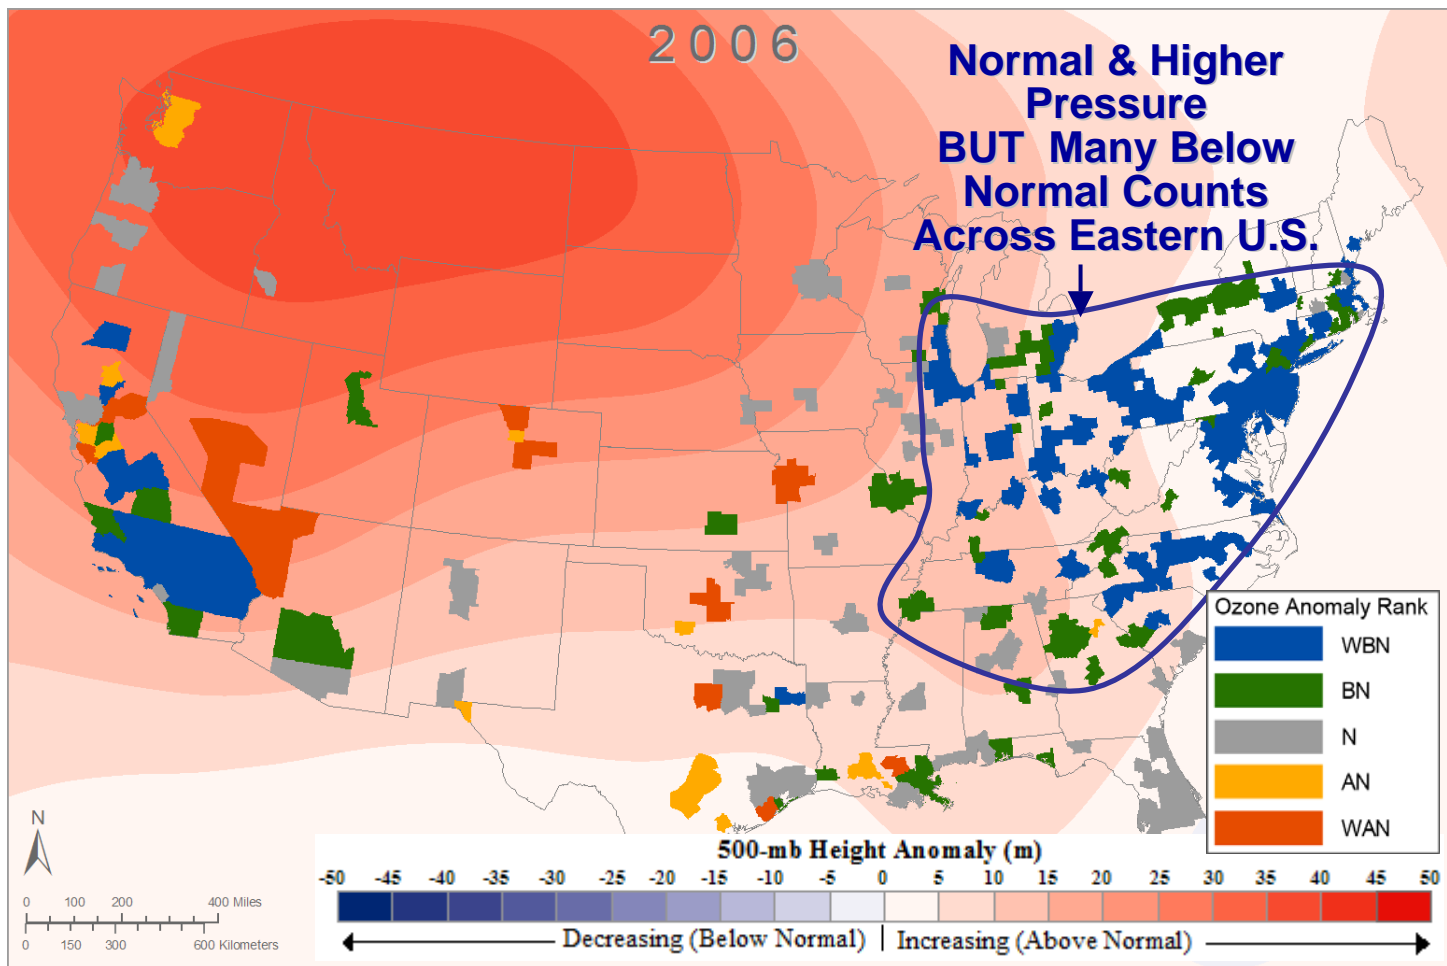 2006
Normal & Higher
Pressure
BUT Many Below
Normal Counts
Across Eastern U.S.
Ozone Anomaly Rank
WBN
BN
N
AN
WAN
N
0 100 200 400 Miles
0 150 300 600 Kilometers
500-mb Height Anomaly (m)
-50 -45 -40 -35 -30 -25 -20 -15 -10 -5 0 5 10 15 20 25 30 35 40 45 50
Decreasing (Below Normal) Increasing (Above Normal)